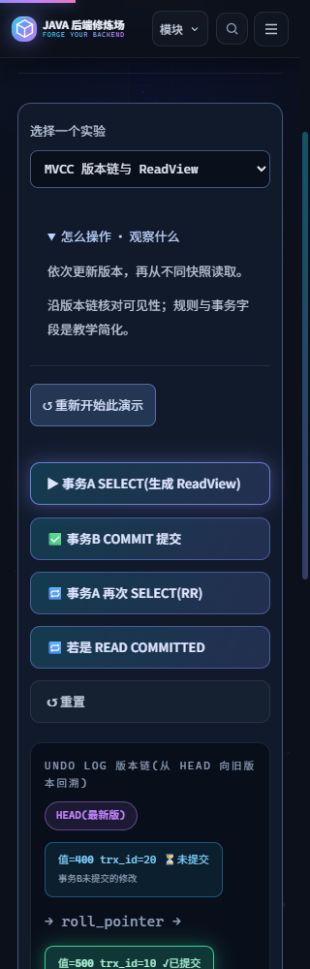 JAVA 后端修炼场
FORGE YOUR BACKEND
模块
选择一个实验
MVCC 版本链与 ReadView
▼ 怎么操作 · 观察什么
依次更新版本，再从不同快照读取。
沿版本链核对可见性；规则与事务字
段是教学简化。
↺ 重新开始此演示
▶ 事务A SELECT(生成 ReadView)
✅ 事务B COMMIT 提交
🔁 事务A 再次 SELECT(RR)
🔁 若是 READ COMMITTED
↺ 重置
UNDO LOG 版本链(从 HEAD 向旧版
本回溯)
HEAD(最新版)
值=400 trx_id=20 ⏳未提交
事务B未提交的修改
→ roll_pointer →
值=500 trx_id=10 ✓已提交